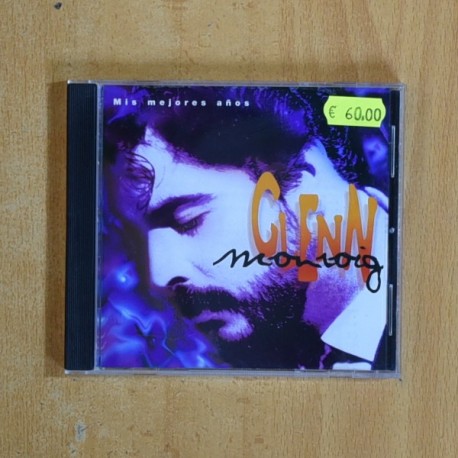 Mis mejores años
€ 60,00
GLENN
monroig